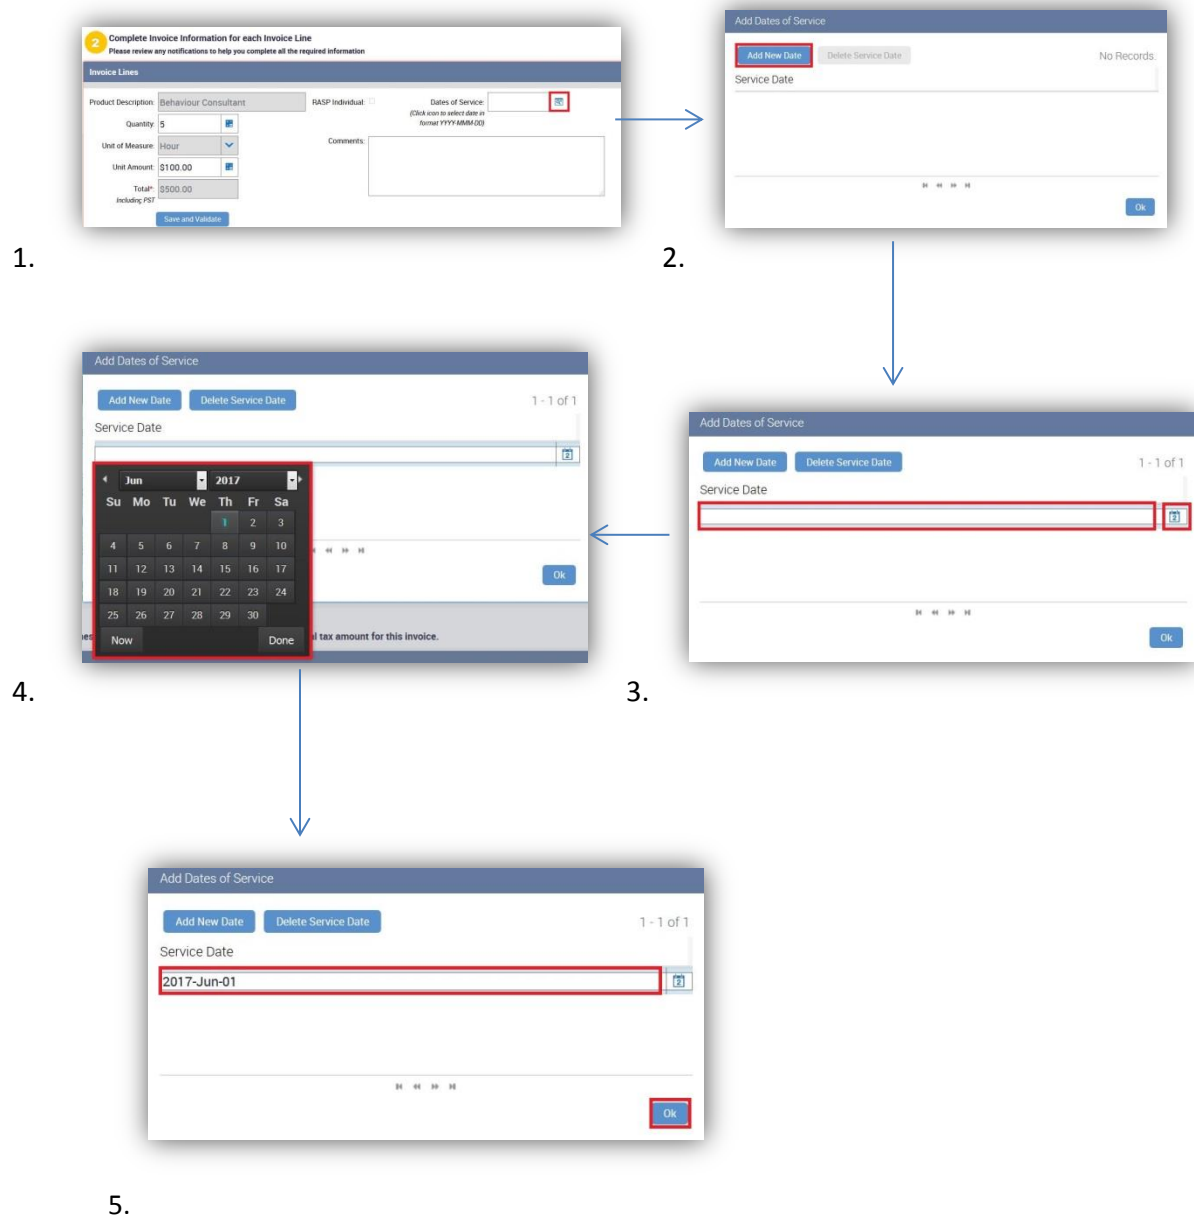 2
Complete Invoice Information for each Invoice Line
Please review any notifications to help you complete all the required information
Invoice Lines
Product Description: Behaviour Consultant RASP Individual: Dates of Service:
(Click icon to select date in
format YYYY-MMM-DD)
Quantity: 5
Unit of Measure: Hour Comments:
Unit Amount: $100.00
Total*: $500.00
Including PST
Save and Validate
1.
Add Dates of Service
Add New Date Delete Service Date No Records
Service Date
Ok
2.
Add Dates of Service
Add New Date Delete Service Date 1 - 1 of 1
Service Date
2
Ok
3.
Add Dates of Service
Add New Date Delete Service Date 1 - 1 of 1
Service Date
2
Jun 2017
Su Mo Tu We Th Fr Sa
1 2 3
4 5 6 7 8 9 10
11 12 13 14 15 16 17
18 19 20 21 22 23 24
25 26 27 28 29 30
Now Done
Ok
tax amount for this invoice.
4.
Add Dates of Service
Add New Date Delete Service Date 1 - 1 of 1
Service Date
2017-Jun-01 2
Ok
5.